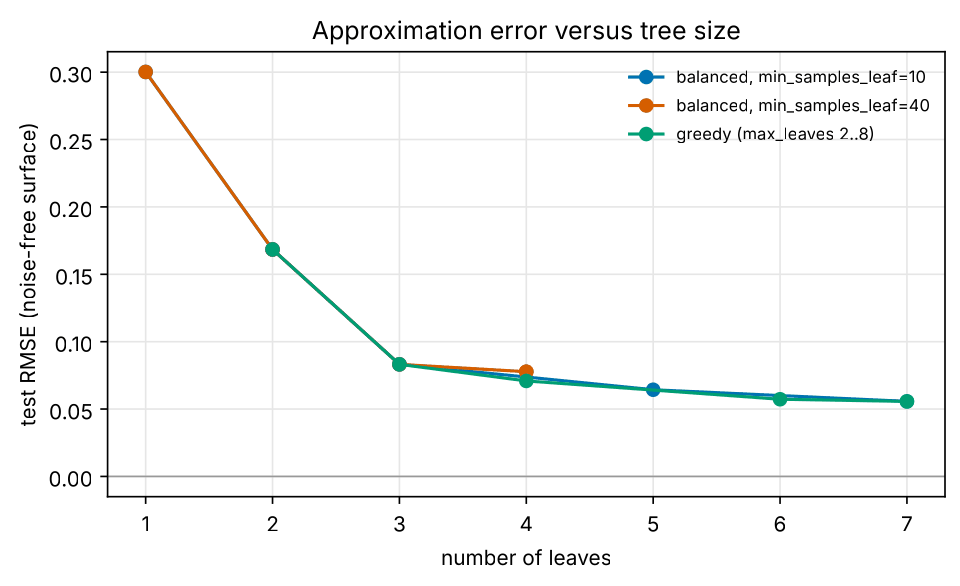 Approximation error versus tree size
balanced, min_samples_leaf=10
balanced, min_samples_leaf=40
greedy (max_leaves 2..8)
test RMSE (noise-free surface)
0.30
0.25
0.20
0.15
0.10
0.05
0.00
1 2 3 4 5 6 7
number of leaves